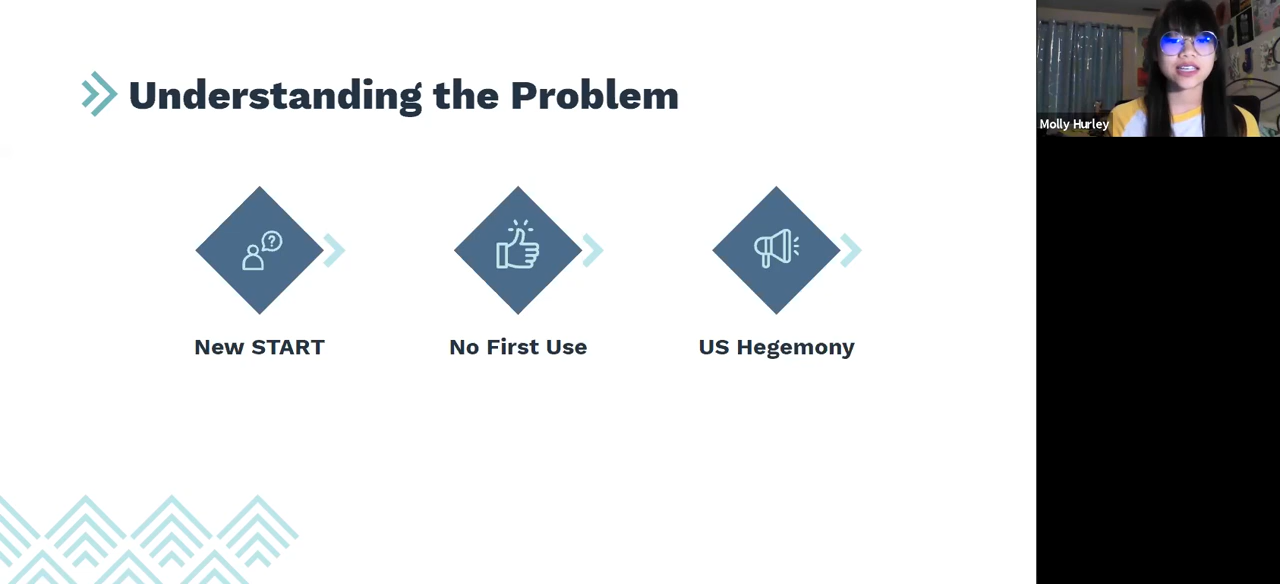 Understanding the Problem
New START
No First Use
US Hegemony
Molly Hurley